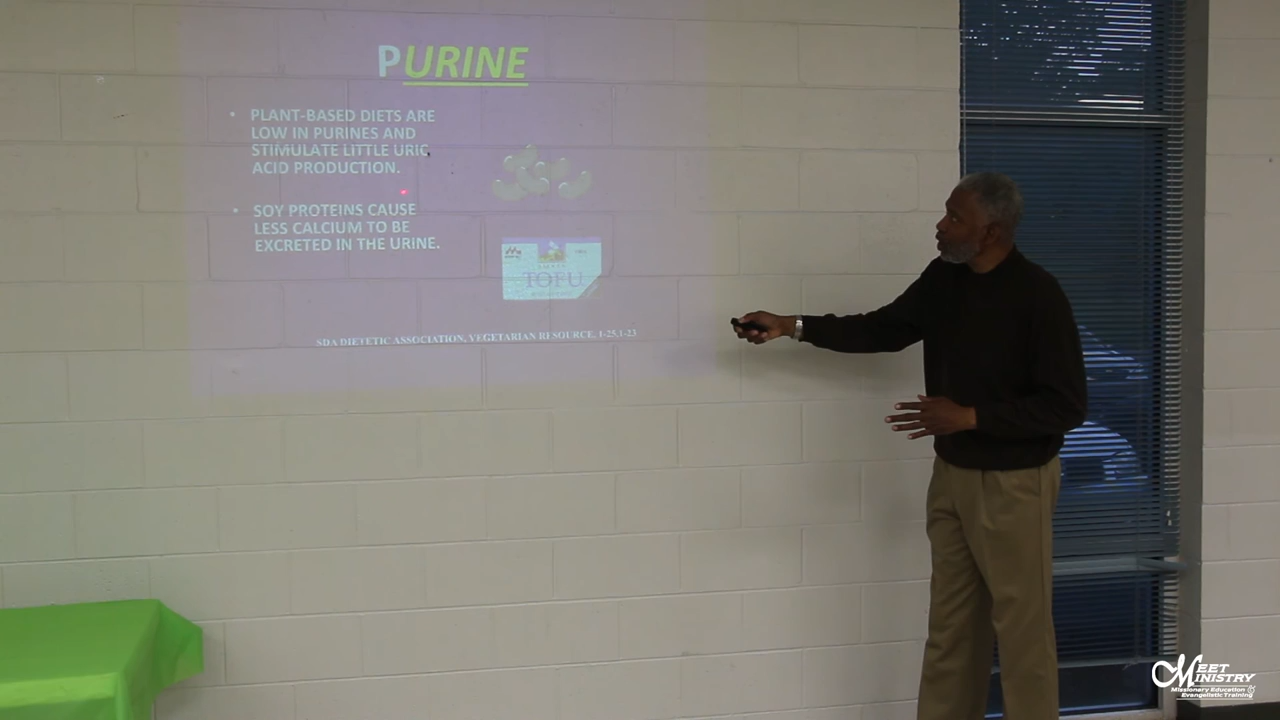 PURINE
• PLANT-BASED DIETS ARE
LOW IN PURINES AND
STIMULATE LITTLE URIC
ACID PRODUCTION.
• SOY PROTEINS CAUSE
LESS CALCIUM TO BE
EXCRETED IN THE URINE.
TOFU
SDA DIETETIC ASSOCIATION, VEGETARIAN RESOURCE, 1-25,1-23
MEET
MINISTRY
Missionary Education &
Evangelistic Training